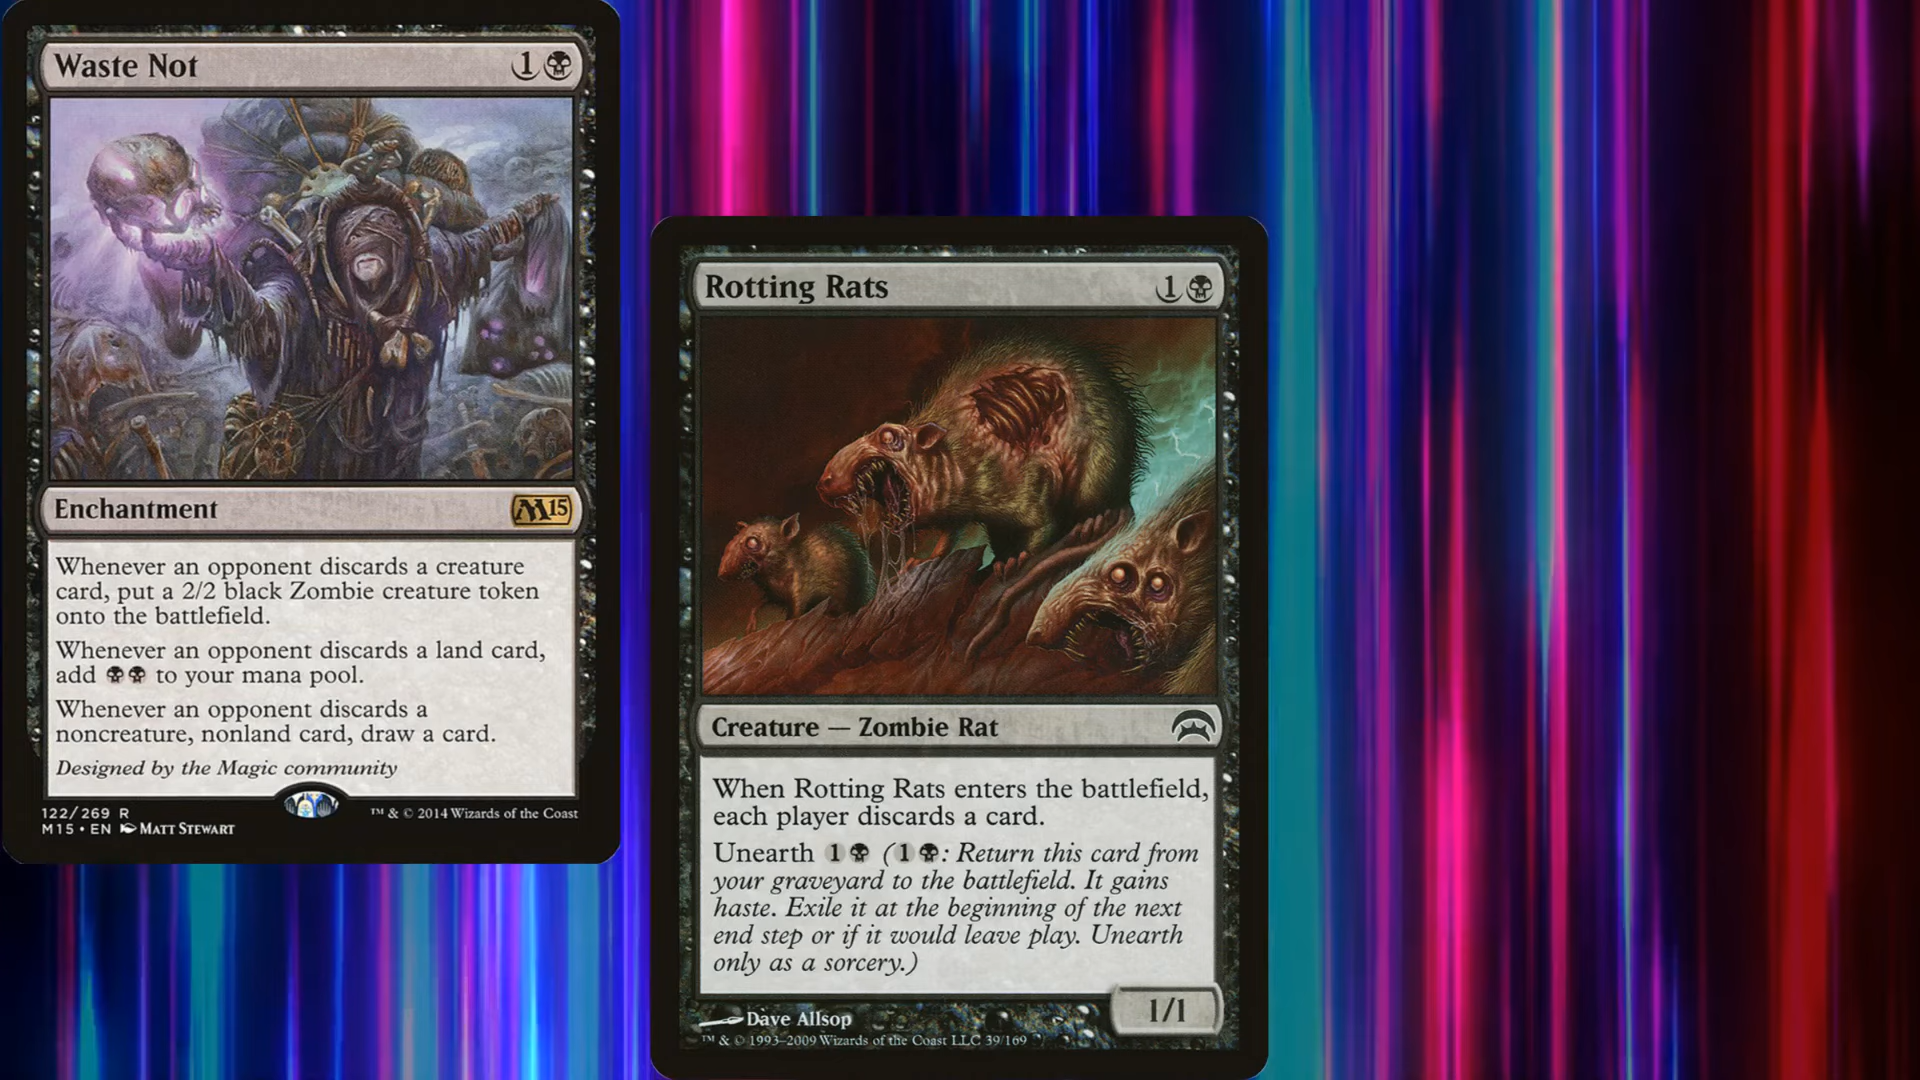 Waste Not 1
M15
Enchantment
Whenever an opponent discards a creature
card, put a 2/2 black Zombie creature token
onto the battlefield.
Whenever an opponent discards a land card,
add to your mana pool.
Whenever an opponent discards a
noncreature, nonland card, draw a card.
Designed by the Magic community
122/269 R
M15 • EN Matt Stewart
™ & © 2014 Wizards of the Coast
Rotting Rats 1
Creature — Zombie Rat
When Rotting Rats enters the battlefield,
each player discards a card.
Unearth 1 (1 : Return this card from
your graveyard to the battlefield. It gains
haste. Exile it at the beginning of the next
end step or if it would leave play. Unearth
only as a sorcery.)
1/1
Dave Allsop
™ & © 1993–2009 Wizards of the Coast LLC 39/169